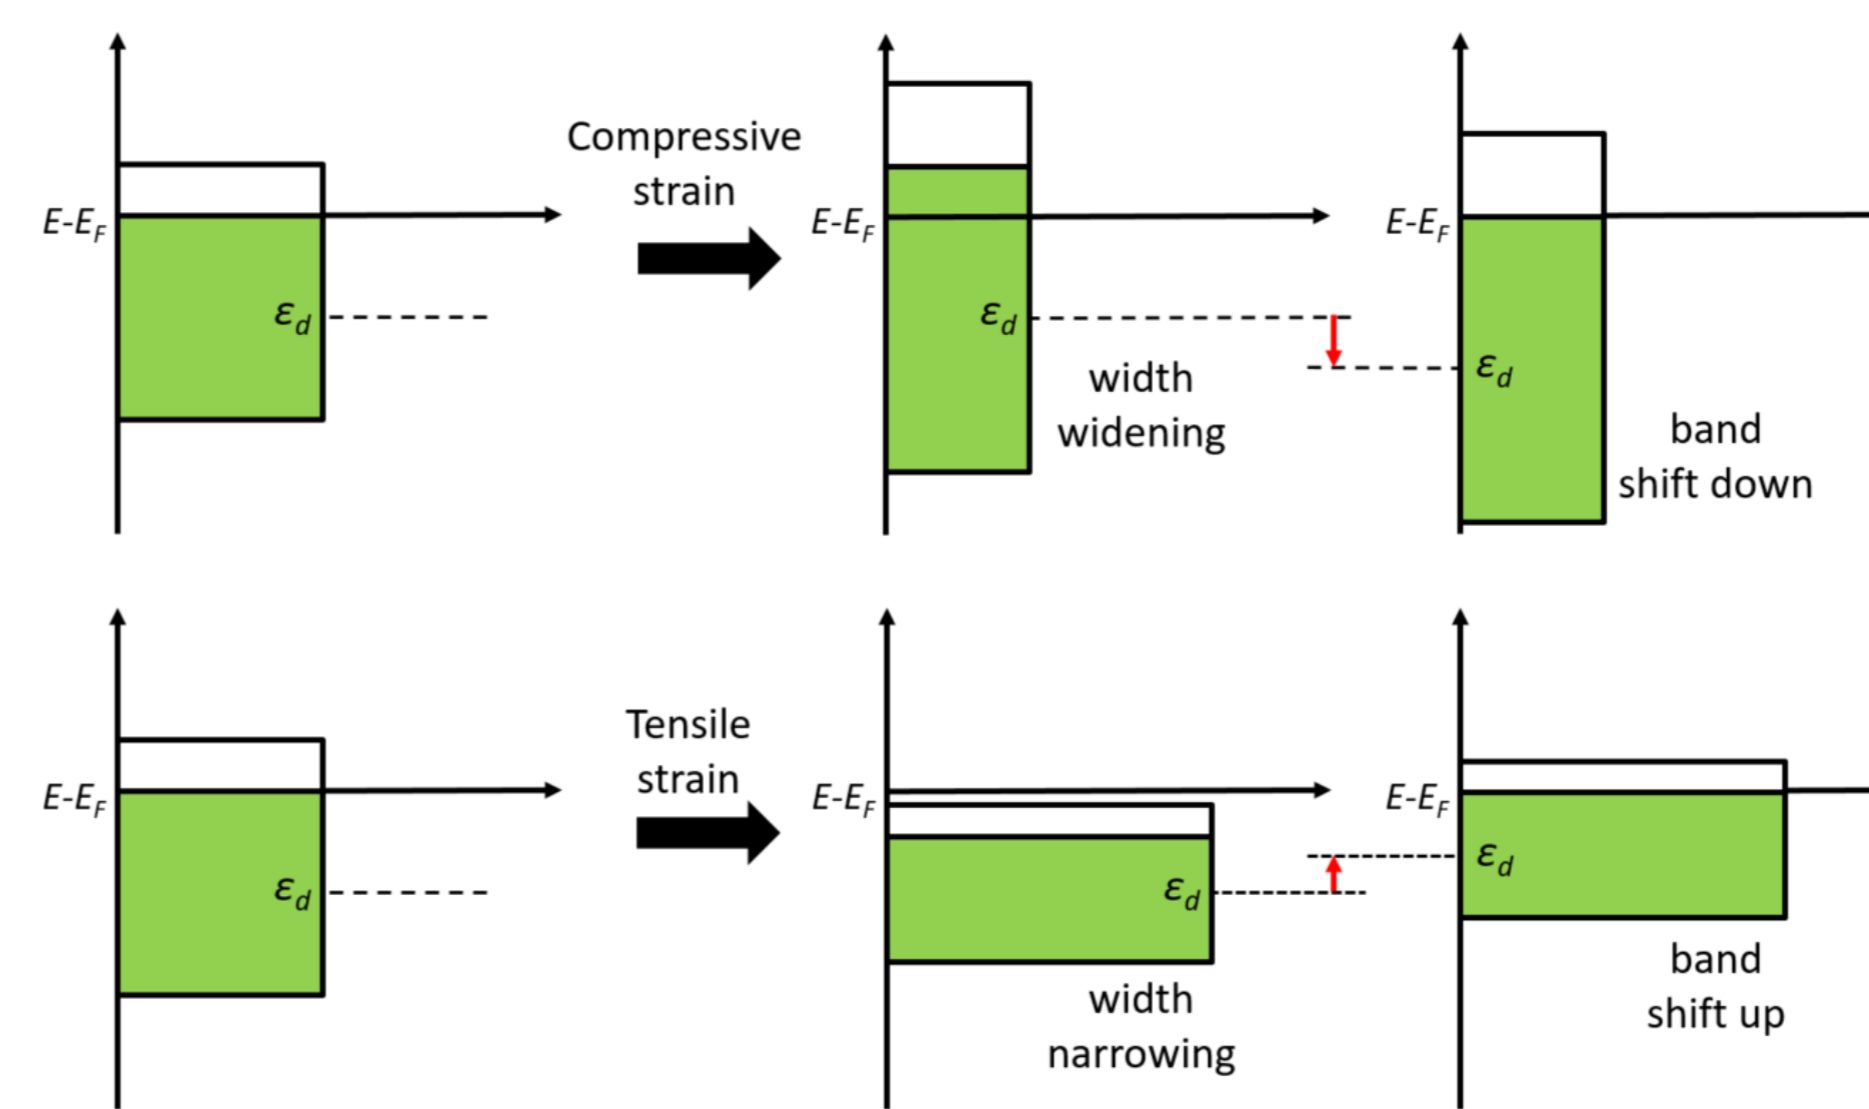 Compressive
strain
E-E_F
E-E_F
E-E_F
ε_d
ε_d
ε_d
width
widening
band
shift down
Tensile
strain
E-E_F
E-E_F
E-E_F
ε_d
ε_d
ε_d
width
narrowing
band
shift up